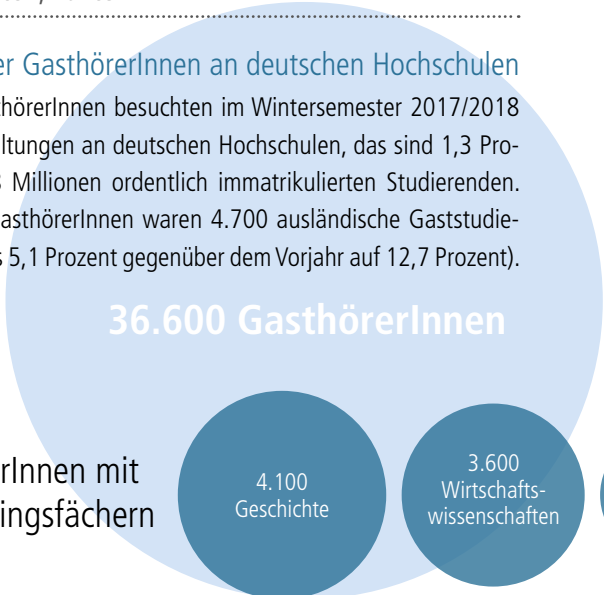 er GasthörerInnen an deutschen Hochschulen
thörerInnen besuchten im Wintersemester 2017/2018
ltungen an deutschen Hochschulen, das sind 1,3 Pro-
Millionen ordentlich immatrikulierten Studierenden.
GasthörerInnen waren 4.700 ausländische Gaststudie-
s 5,1 Prozent gegenüber dem Vorjahr auf 12,7 Prozent).
36.600 GasthörerInnen
rInnen mit
ingsfächern
4.100
Geschichte
3.600
Wirtschafts-
wissenschaften